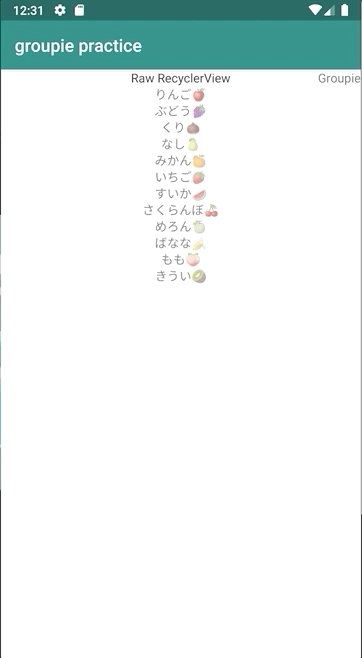 12:31
groupie practice
Raw RecyclerView Groupie
りんご🍎
ぶどう🍇
くり🌰
なし🍐
みかん🍊
いちご🍓
すいか🍉
さくらんぼ🍒
めろん🍈
ばなな🍌
もも🍑
きうい🥝